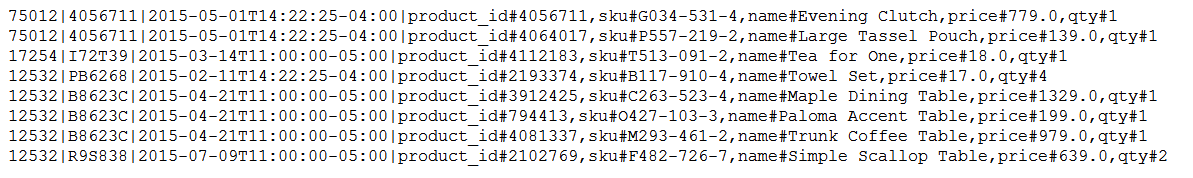 75012|4056711|2015-05-01T14:22:25-04:00|product_id#4056711,sku#G034-531-4,name#Evening Clutch,price#779.0,qty#1
75012|4056711|2015-05-01T14:22:25-04:00|product_id#4064017,sku#P557-219-2,name#Large Tassel Pouch,price#139.0,qty#1
17254|I72T39|2015-03-14T11:00:00-05:00|product_id#4112183,sku#T513-091-2,name#Tea for One,price#18.0,qty#1
12532|PB6268|2015-02-11T14:22:25-04:00|product_id#2193374,sku#B117-910-4,name#Towel Set,price#17.0,qty#4
12532|B8623C|2015-04-21T11:00:00-05:00|product_id#3912425,sku#C263-523-4,name#Maple Dining Table,price#1329.0,qty#1
12532|B8623C|2015-04-21T11:00:00-05:00|product_id#794413,sku#O427-103-3,name#Paloma Accent Table,price#199.0,qty#1
12532|B8623C|2015-04-21T11:00:00-05:00|product_id#4081337,sku#M293-461-2,name#Trunk Coffee Table,price#979.0,qty#1
12532|R9S838|2015-07-09T11:00:00-05:00|product_id#2102769,sku#F482-726-7,name#Simple Scallop Table,price#639.0,qty#2